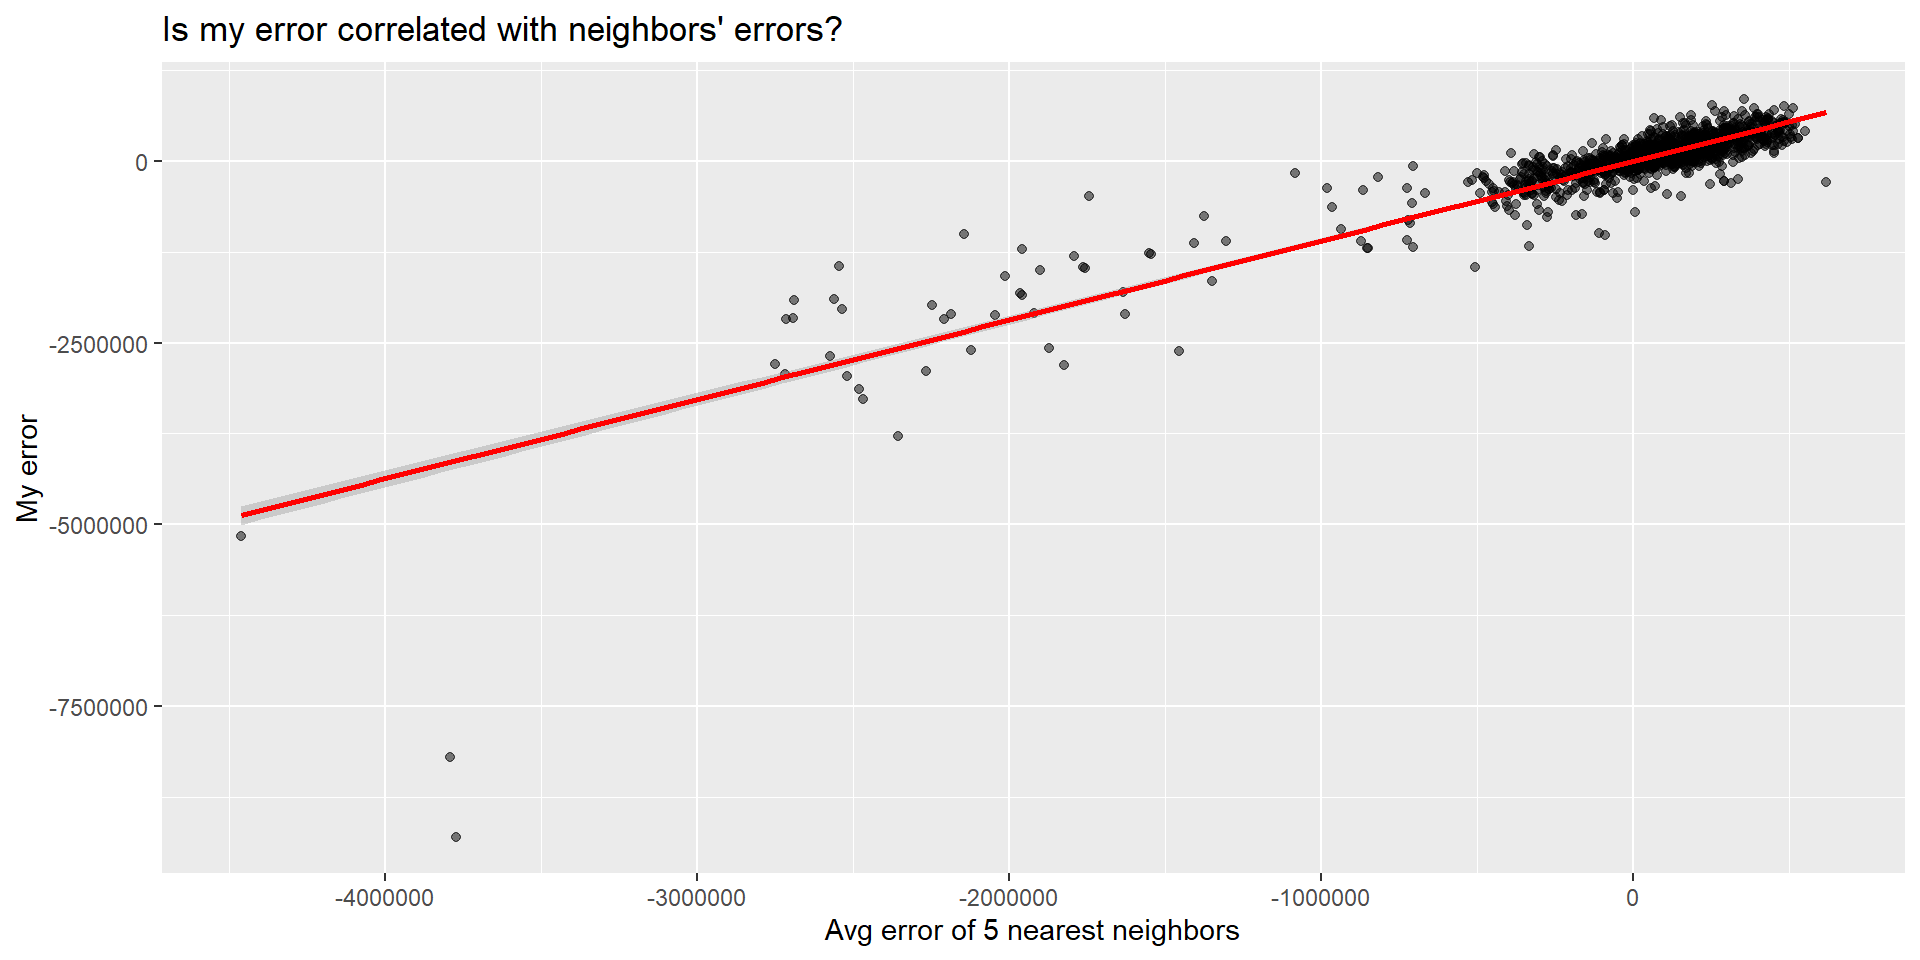 Is my error correlated with neighbors' errors?
My error
0
-2500000
-5000000
-7500000
-4000000 -3000000 -2000000 -1000000 0
Avg error of 5 nearest neighbors